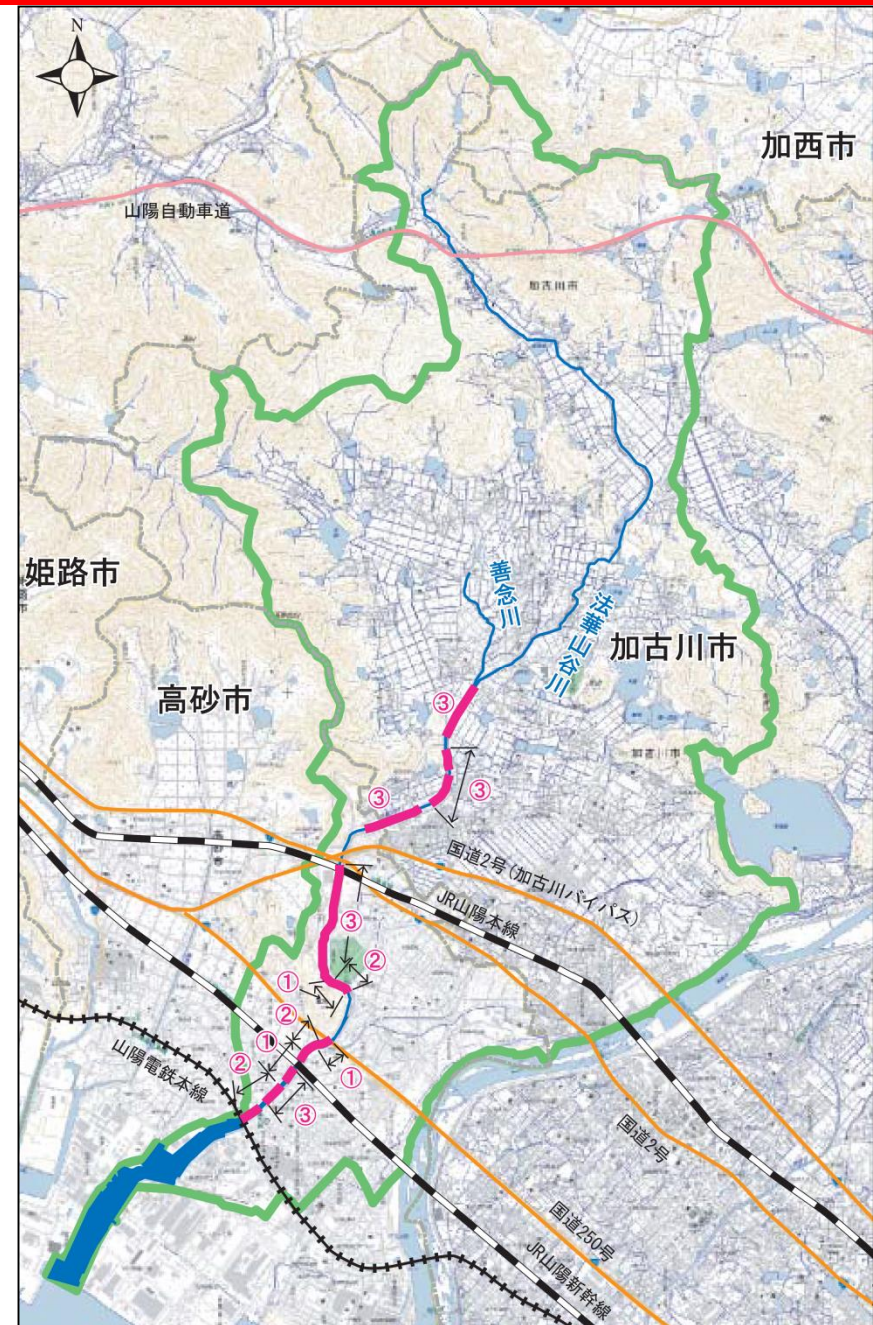 N
加西市
山陽自動車道
加古川市
姫路市
善念川
法華山谷川
加古川市
高砂市
③
加古川市
③
③
国道2号(加古川バイパス)
JR山陽本線
③
②
①
②
①
②
①
山陽電鉄本線
③
国道2号
国道250号
JR山陽新幹線